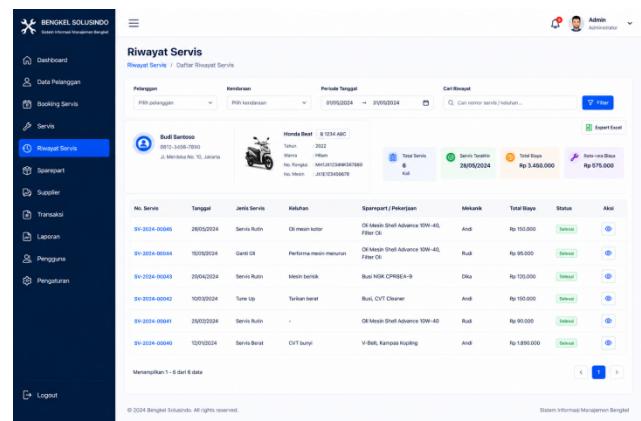 BENGKEL SOLUSINDO
Sistem Informasi Manajemen Bengkel
Admin
Administrator
Dashboard
Data Pelanggan
Booking Servis
Servis
Riwayat Servis
Sparepart
Supplier
Transaksi
Laporan
Pengguna
Pengaturan
Logout
Riwayat Servis
Riwayat Servis / Daftar Riwayat Servis
Pelanggan Kendaraan Periode Tanggal Cari Riwayat
Pilih pelanggan Pilih kendaraan 01/05/2024 → 31/05/2024 Cari nomor servis / keluhan... Filter
Export Excel
Budi Santoso
0812-3456-7890
Jl. Merdeka No. 10, Jakarta
Honda Beat B 1234 ABC
Tahun 2022
Warna Hitam
No. Rangka
No. Mesin
Total Servis
6
Kali
Servis Terakhir
28/05/2024
Total Biaya
Rp 3.450.000
Rata-rata Biaya
Rp 575.000
No. Servis Tanggal Jenis Servis Keluhan Sparepart / Pekerjaan Mekanik Total Biaya Status Aksi
SV-2024-00045 28/05/2024 Servis Rutin Oli mesin kotor Oli Mesin Shell Advance 10W-40, Filter Oli Andi Rp 150.000 Selesai
SV-2024-00044 15/05/2024 Ganti Oli Performa mesin menurun Oli Mesin Shell Advance 10W-40, Filter Oli Rudi Rp 95.000 Selesai
SV-2024-00043 20/04/2024 Servis Rutin Mesin berisik Busi NGK CPR8EA-9 Dika Rp 120.000 Selesai
SV-2024-00042 10/03/2024 Tune Up Tarikan berat Busi, CVT Cleaner Andi Rp 150.000 Selesai
SV-2024-00041 25/02/2024 Servis Rutin - Oli Mesin Shell Advance 10W-40 Rudi Rp 90.000 Selesai
SV-2024-00040 12/01/2024 Servis Berat CVT bunyi V-Belt, Kampas Kopling Andi Rp 1.890.000 Selesai
Menampilkan 1 - 6 dari 6 data
< 1 >
© 2024 Bengkel Solusindo. All rights reserved.
Sistem Informasi Manajemen Bengkel